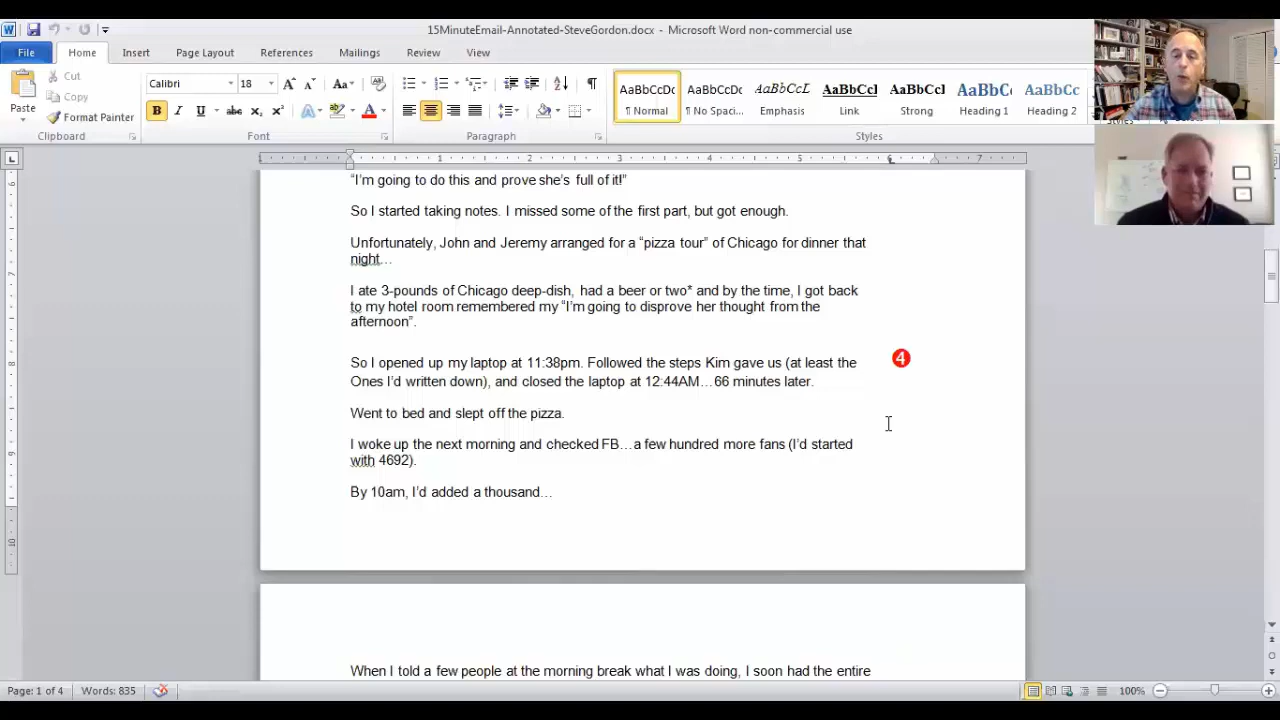 15MinuteEmail-Annotated-SteveGordon.docx - Microsoft Word non-commercial use
File Home Insert Page Layout References Mailings Review View
Paste
Cut
Copy
Format Painter
Clipboard
Calibri 18
Font
Paragraph
AaBbCcDc AaBbCcDc AaBbCcL AaBbCcl AaBbCcl AaBbCc AaBbCc
¶ Normal ¶ No Spaci... Emphasis Link Strong Heading 1 Heading 2
Styles
1 2 3 4 5 6 7
“I’m going to do this and prove she’s full of it!”
So I started taking notes. I missed some of the first part, but got enough.
Unfortunately, John and Jeremy arranged for a “pizza tour” of Chicago for dinner that
night…
I ate 3-pounds of Chicago deep-dish, had a beer or two* and by the time, I got back
to my hotel room remembered my “I’m going to disprove her thought from the
afternoon”.
So I opened up my laptop at 11:38pm. Followed the steps Kim gave us (at least the
4
Ones I’d written down), and closed the laptop at 12:44AM…66 minutes later.
Went to bed and slept off the pizza.
I woke up the next morning and checked FB…a few hundred more fans (I’d started
with 4692).
By 10am, I’d added a thousand…
When I told a few people at the morning break what I was doing, I soon had the entire
Page: 1 of 4 Words: 835 100%